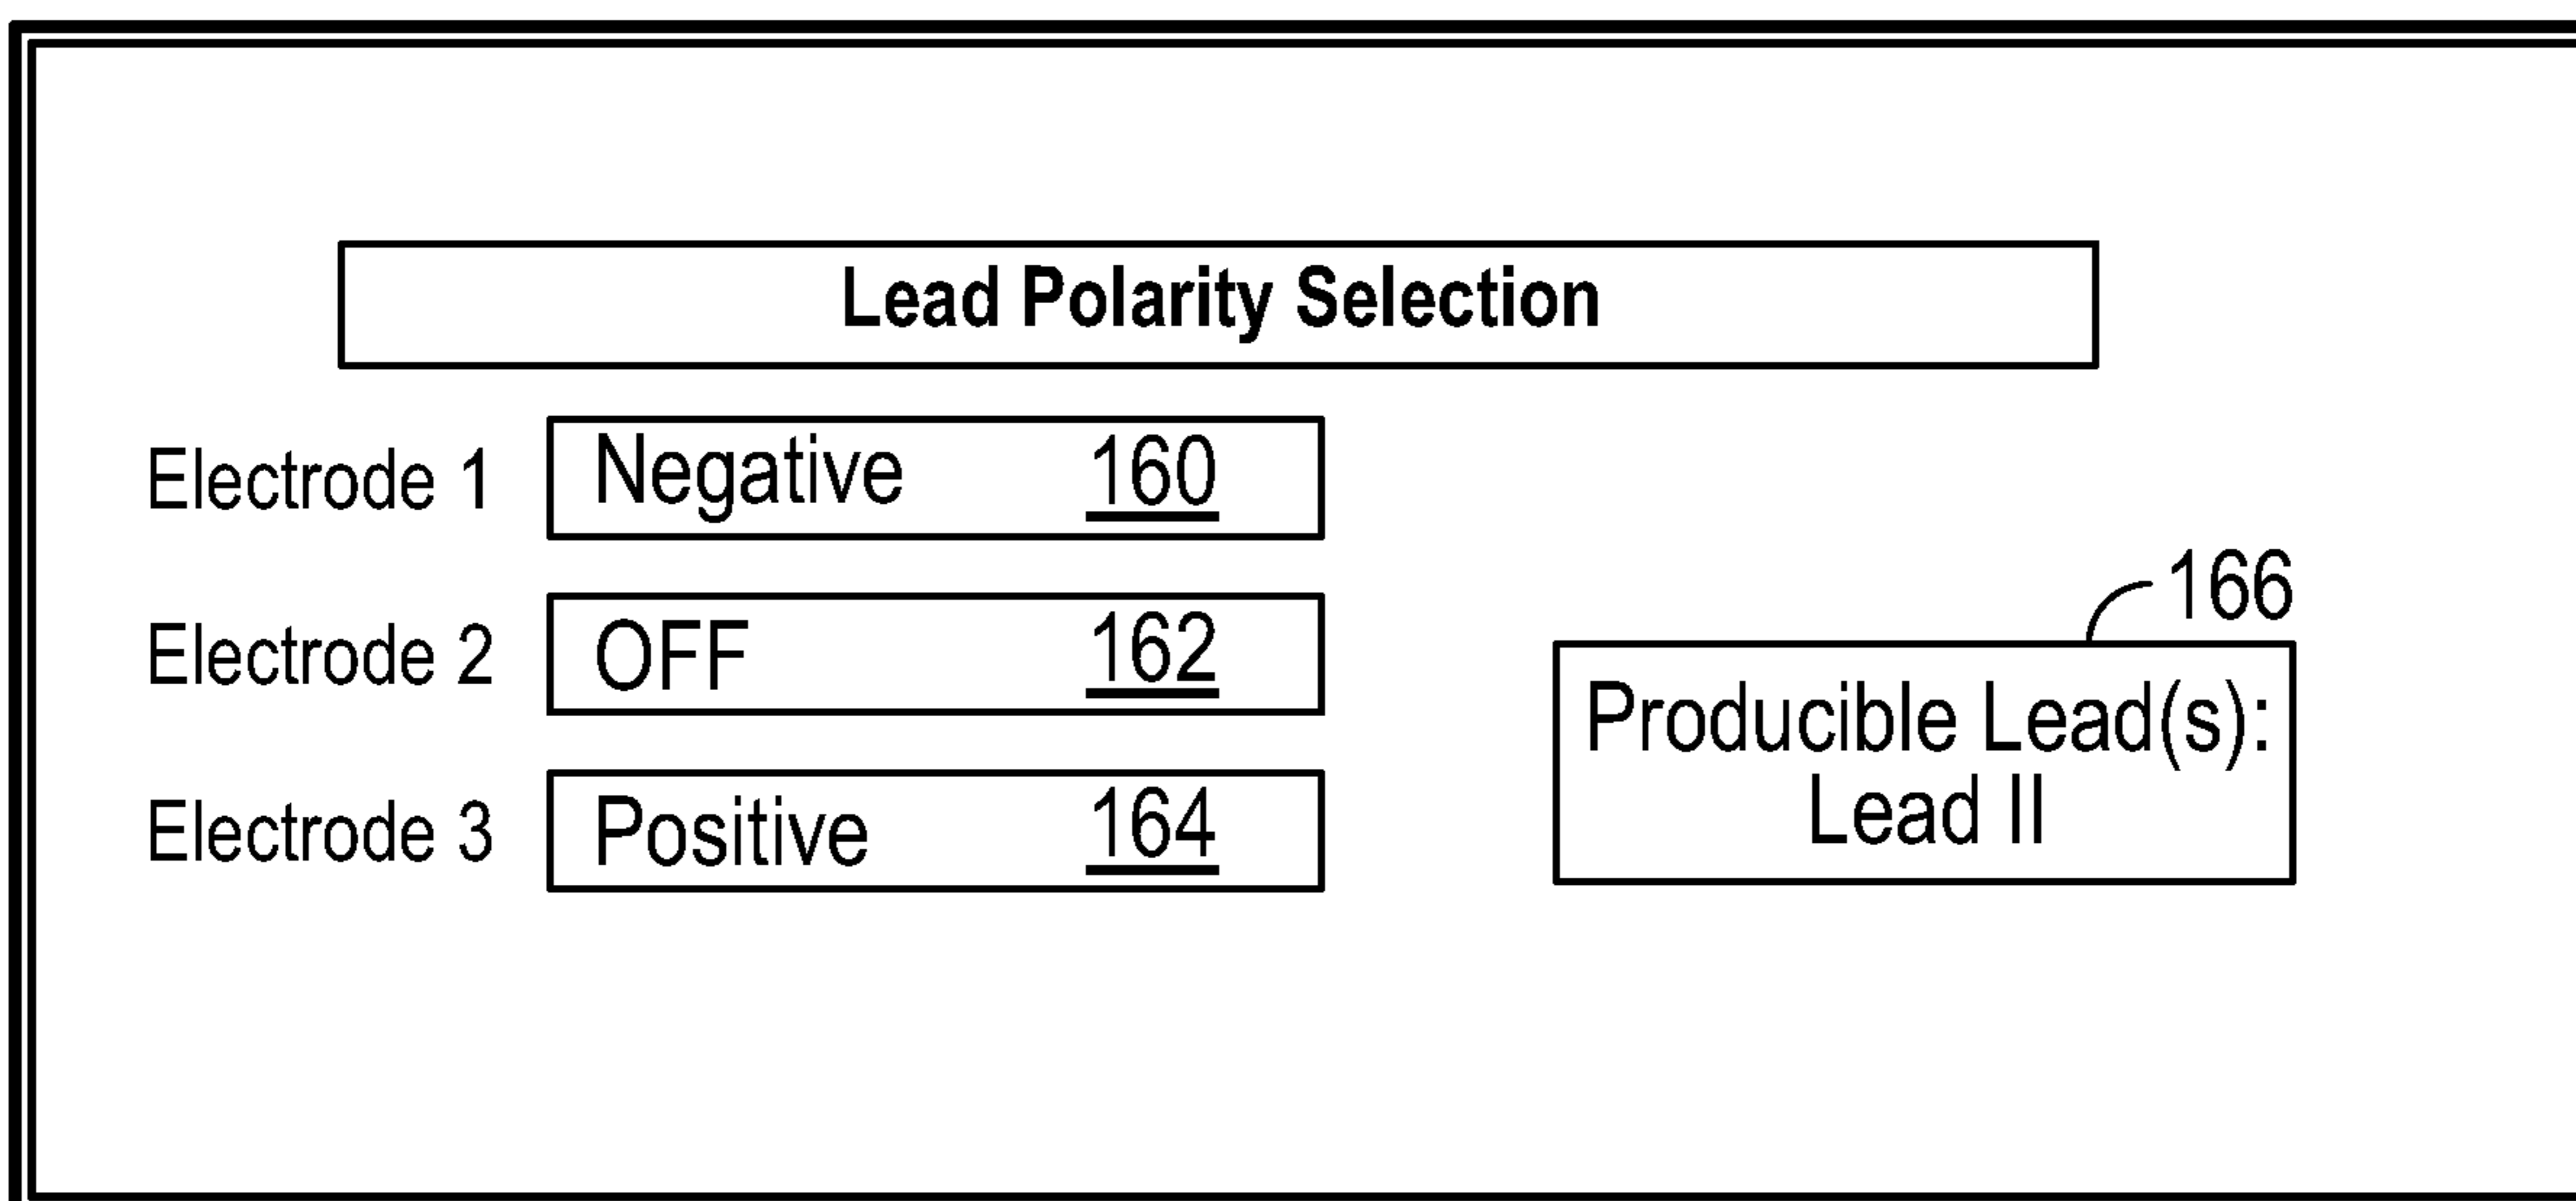 Lead Polarity Selection
Electrode 1 Negative 160
Electrode 2 OFF 162
Electrode 3 Positive 164
166
Producible Lead(s):
Lead II